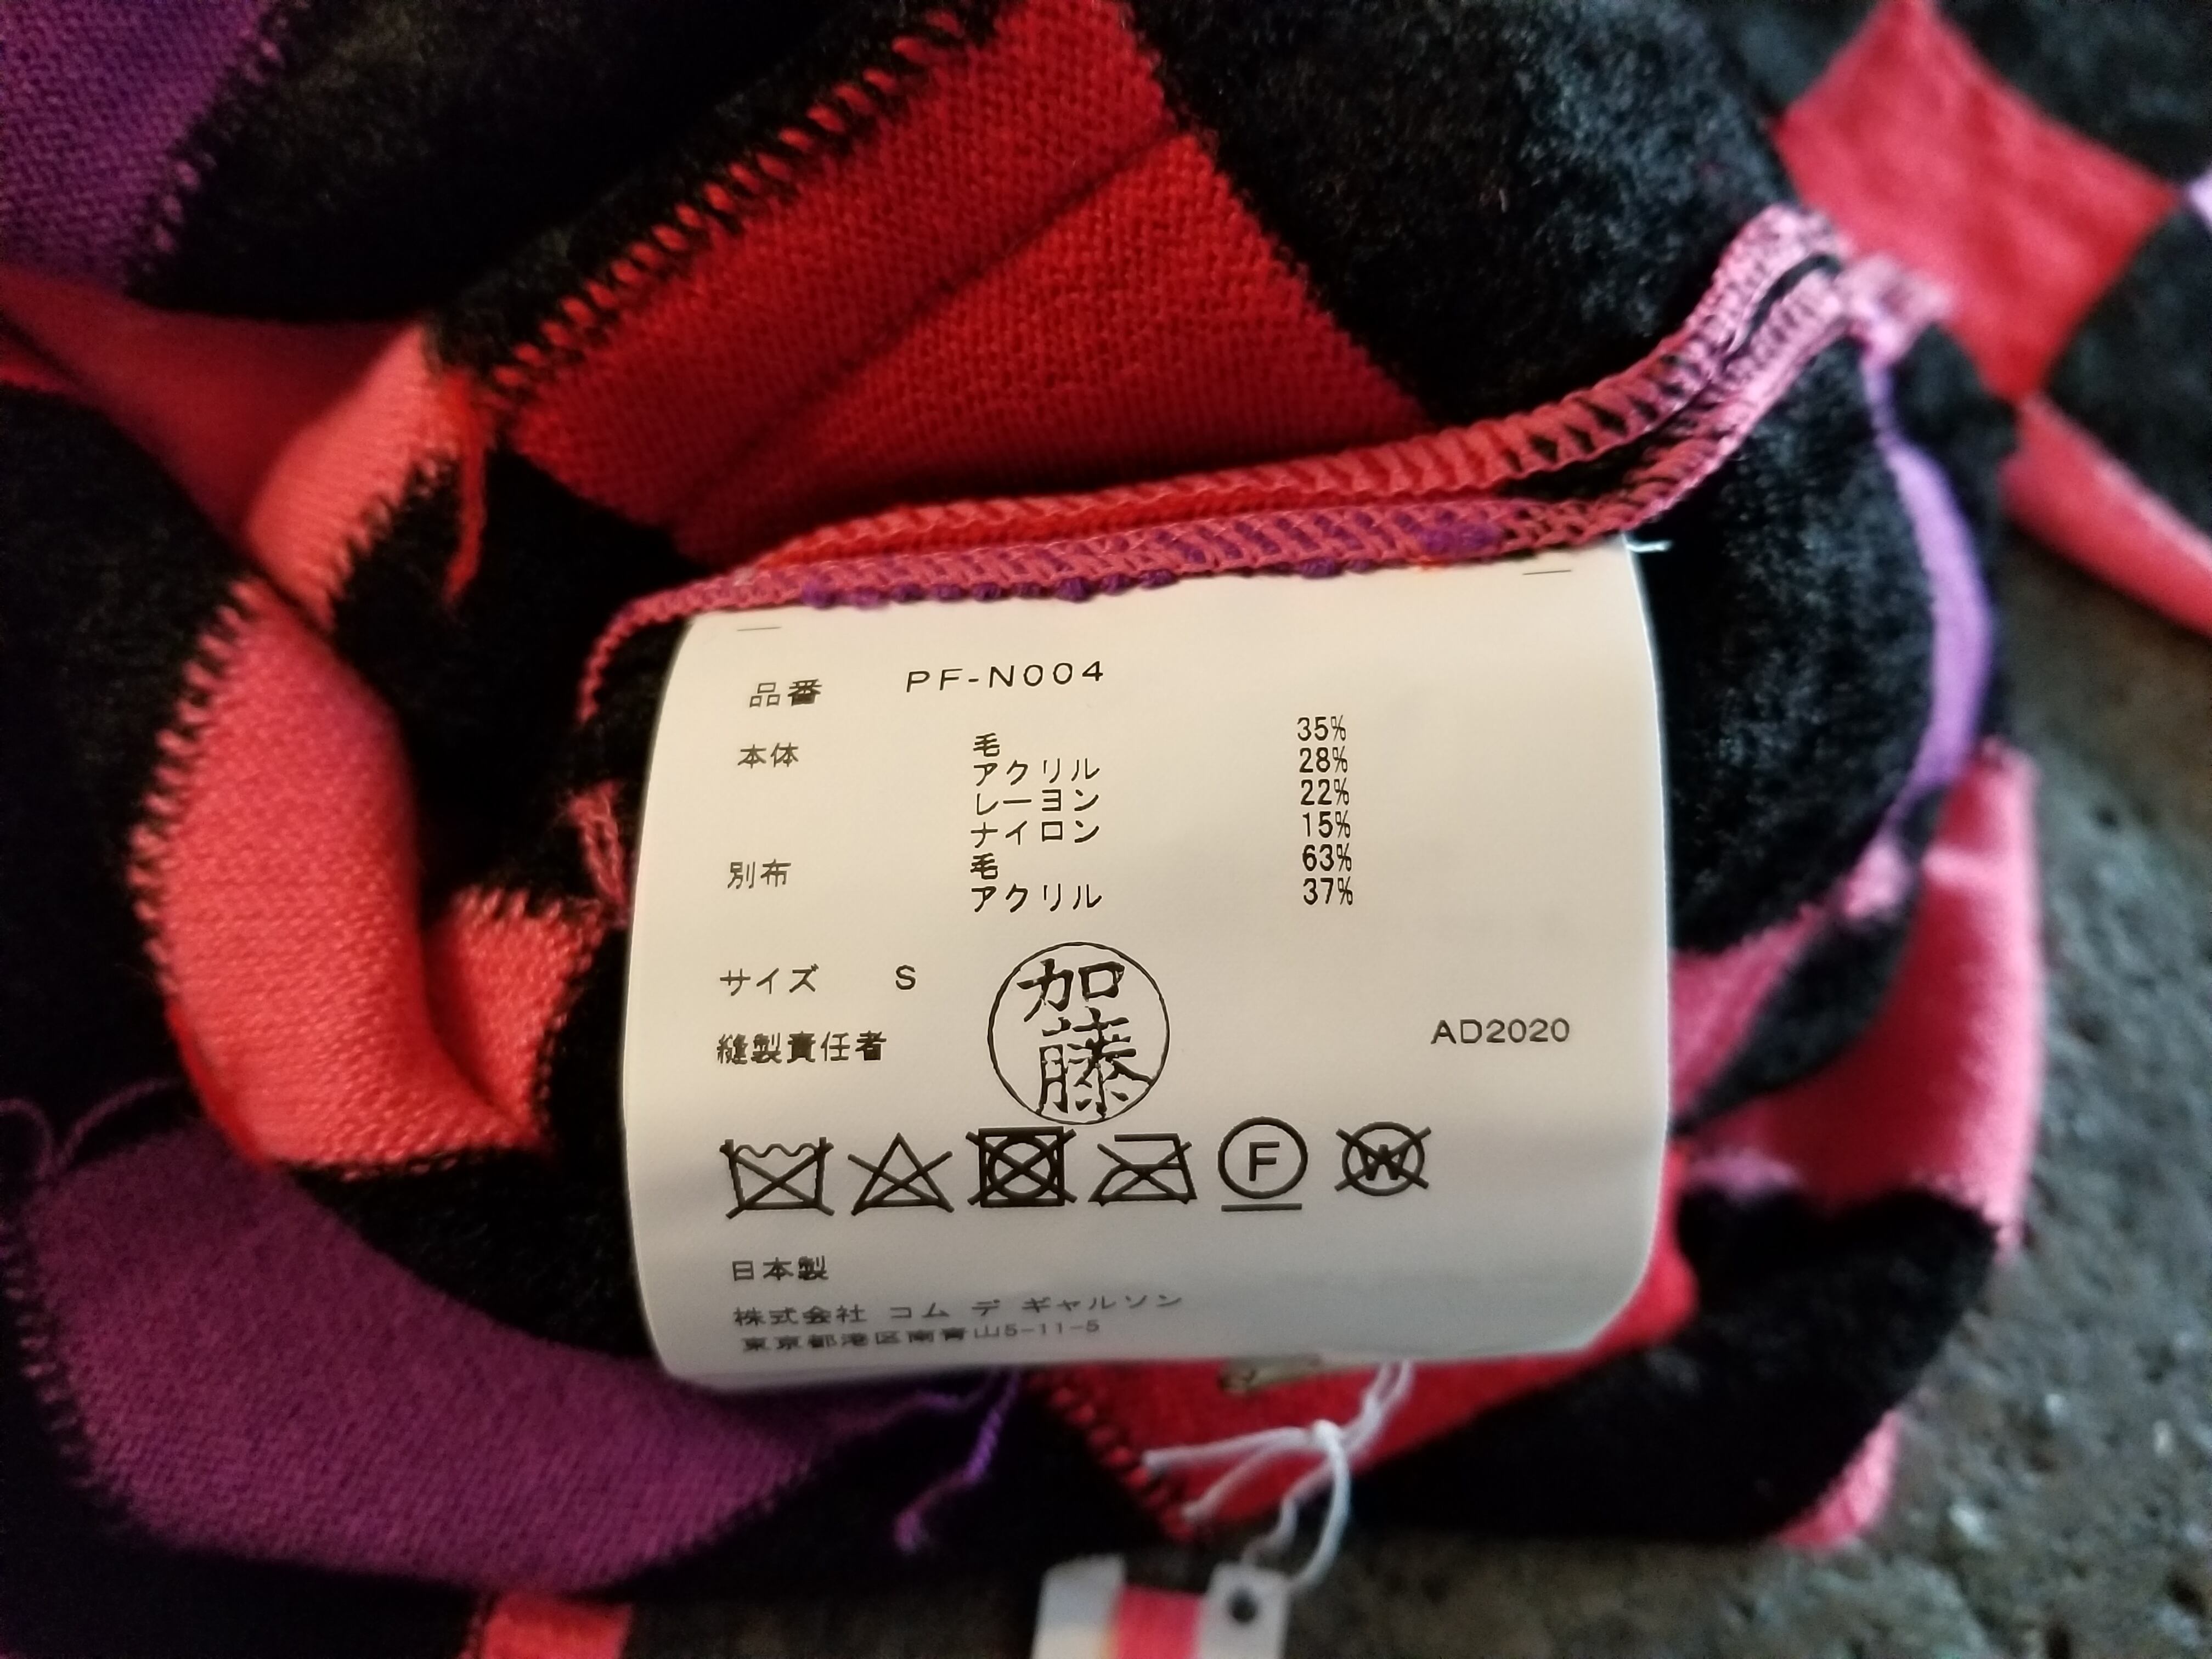 品番 PF-N004
本体 毛 35%
アクリル 28%
レーヨン 22%
ナイロン 15%
別布 毛 63%
アクリル 37%
サイズ S
加藤
縫製責任者 AD2020
F W
日本製
株式会社 コム デ ギャルソン
東京都港区南青山5-11-5